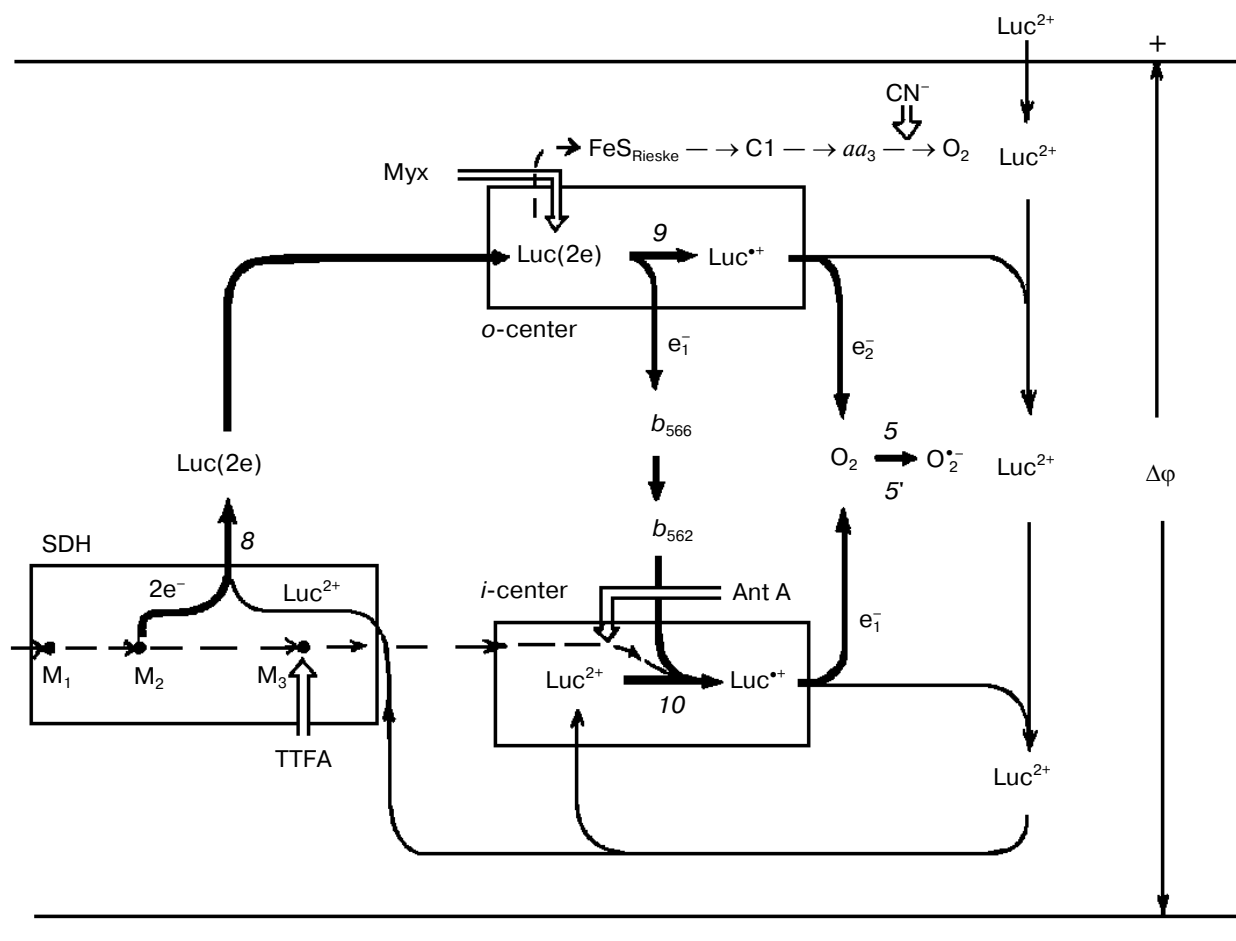 Luc²⁺
+
CN⁻
FeS_Rieske — → C1 — → aa₃ — → O₂
Luc²⁺
Myx
Luc(2e)
9
Luc•⁺
o-center
e₁⁻
e₂⁻
b₅₆₆
Luc(2e)
O₂
5
5'
O₂•⁻
Luc²⁺
Δφ
b₅₆₂
SDH
8
2e⁻
Luc²⁺
i-center
Ant A
e₁⁻
M₁
M₂
M₃
Luc²⁺
10
Luc•⁺
TTFA
Luc²⁺